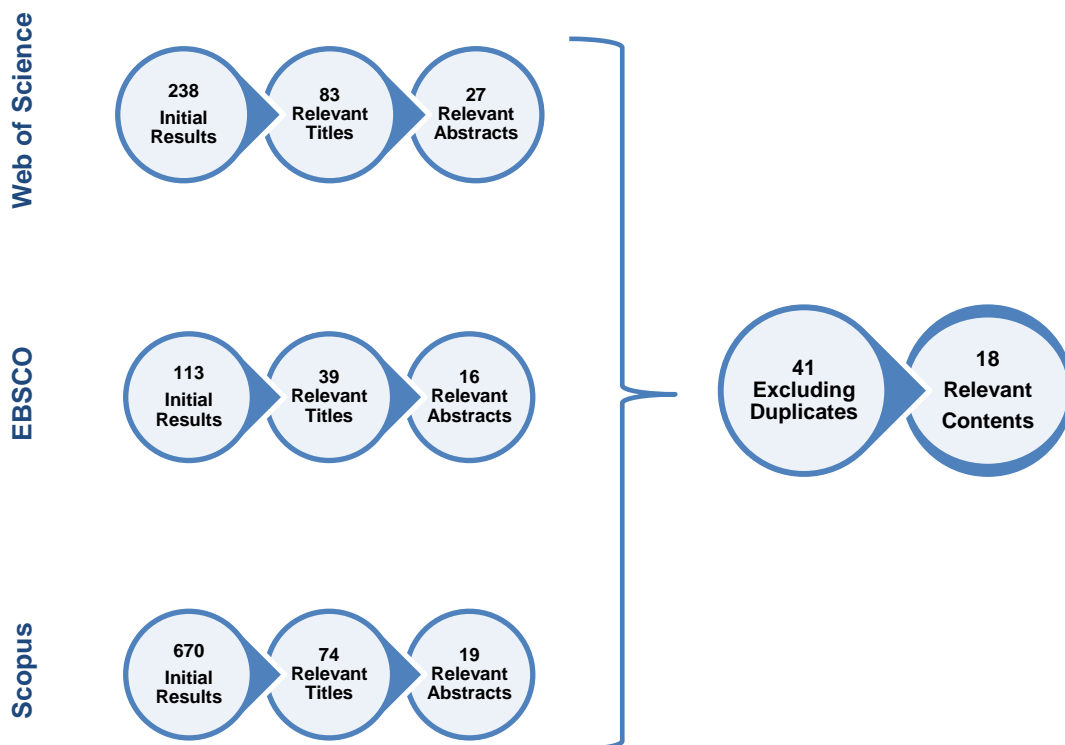 Web of Science
238
Initial
Results
83
Relevant
Titles
27
Relevant
Abstracts
EBSCO
113
Initial
Results
39
Relevant
Titles
16
Relevant
Abstracts
41
Excluding
Duplicates
18
Relevant
Contents
Scopus
670
Initial
Results
74
Relevant
Titles
19
Relevant
Abstracts